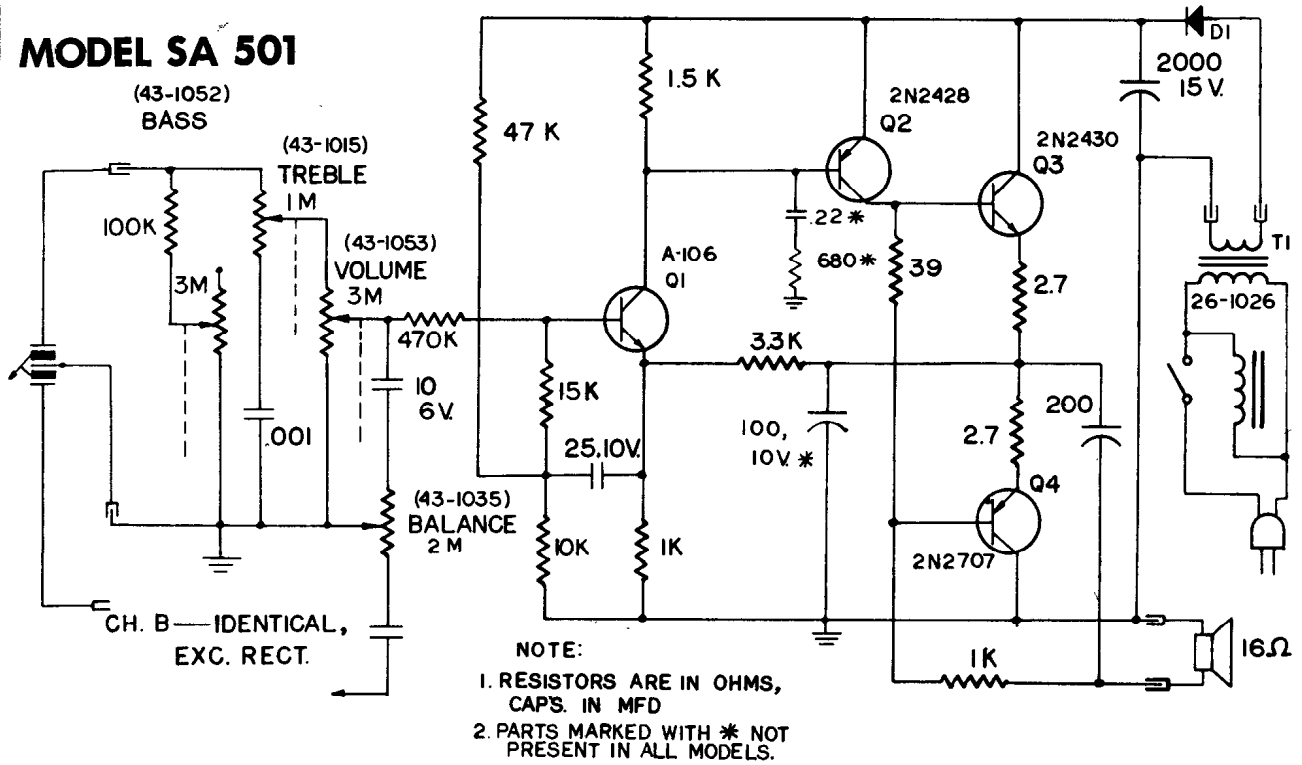 MODEL SA 501
(43-1052)
BASS
(43-1015)
TREBLE
1M
100K
3M
(43-1053)
VOLUME
3M
470K
10
6V.
.001
(43-1035)
BALANCE
2 M
CH. B — IDENTICAL,
EXC. RECT.
47 K
1.5 K
A-106
Q1
15K
25.10V.
10K
1K
2N2428
Q2
.22*
680*
39
3.3K
100,
10V. *
2N2430
Q3
2.7
2.7
200
Q4
2N2707
1K
D1
2000
15V.
T1
26-1026
16Ω
NOTE:
1. RESISTORS ARE IN OHMS,
CAP'S. IN MFD
2. PARTS MARKED WITH * NOT
PRESENT IN ALL MODELS.